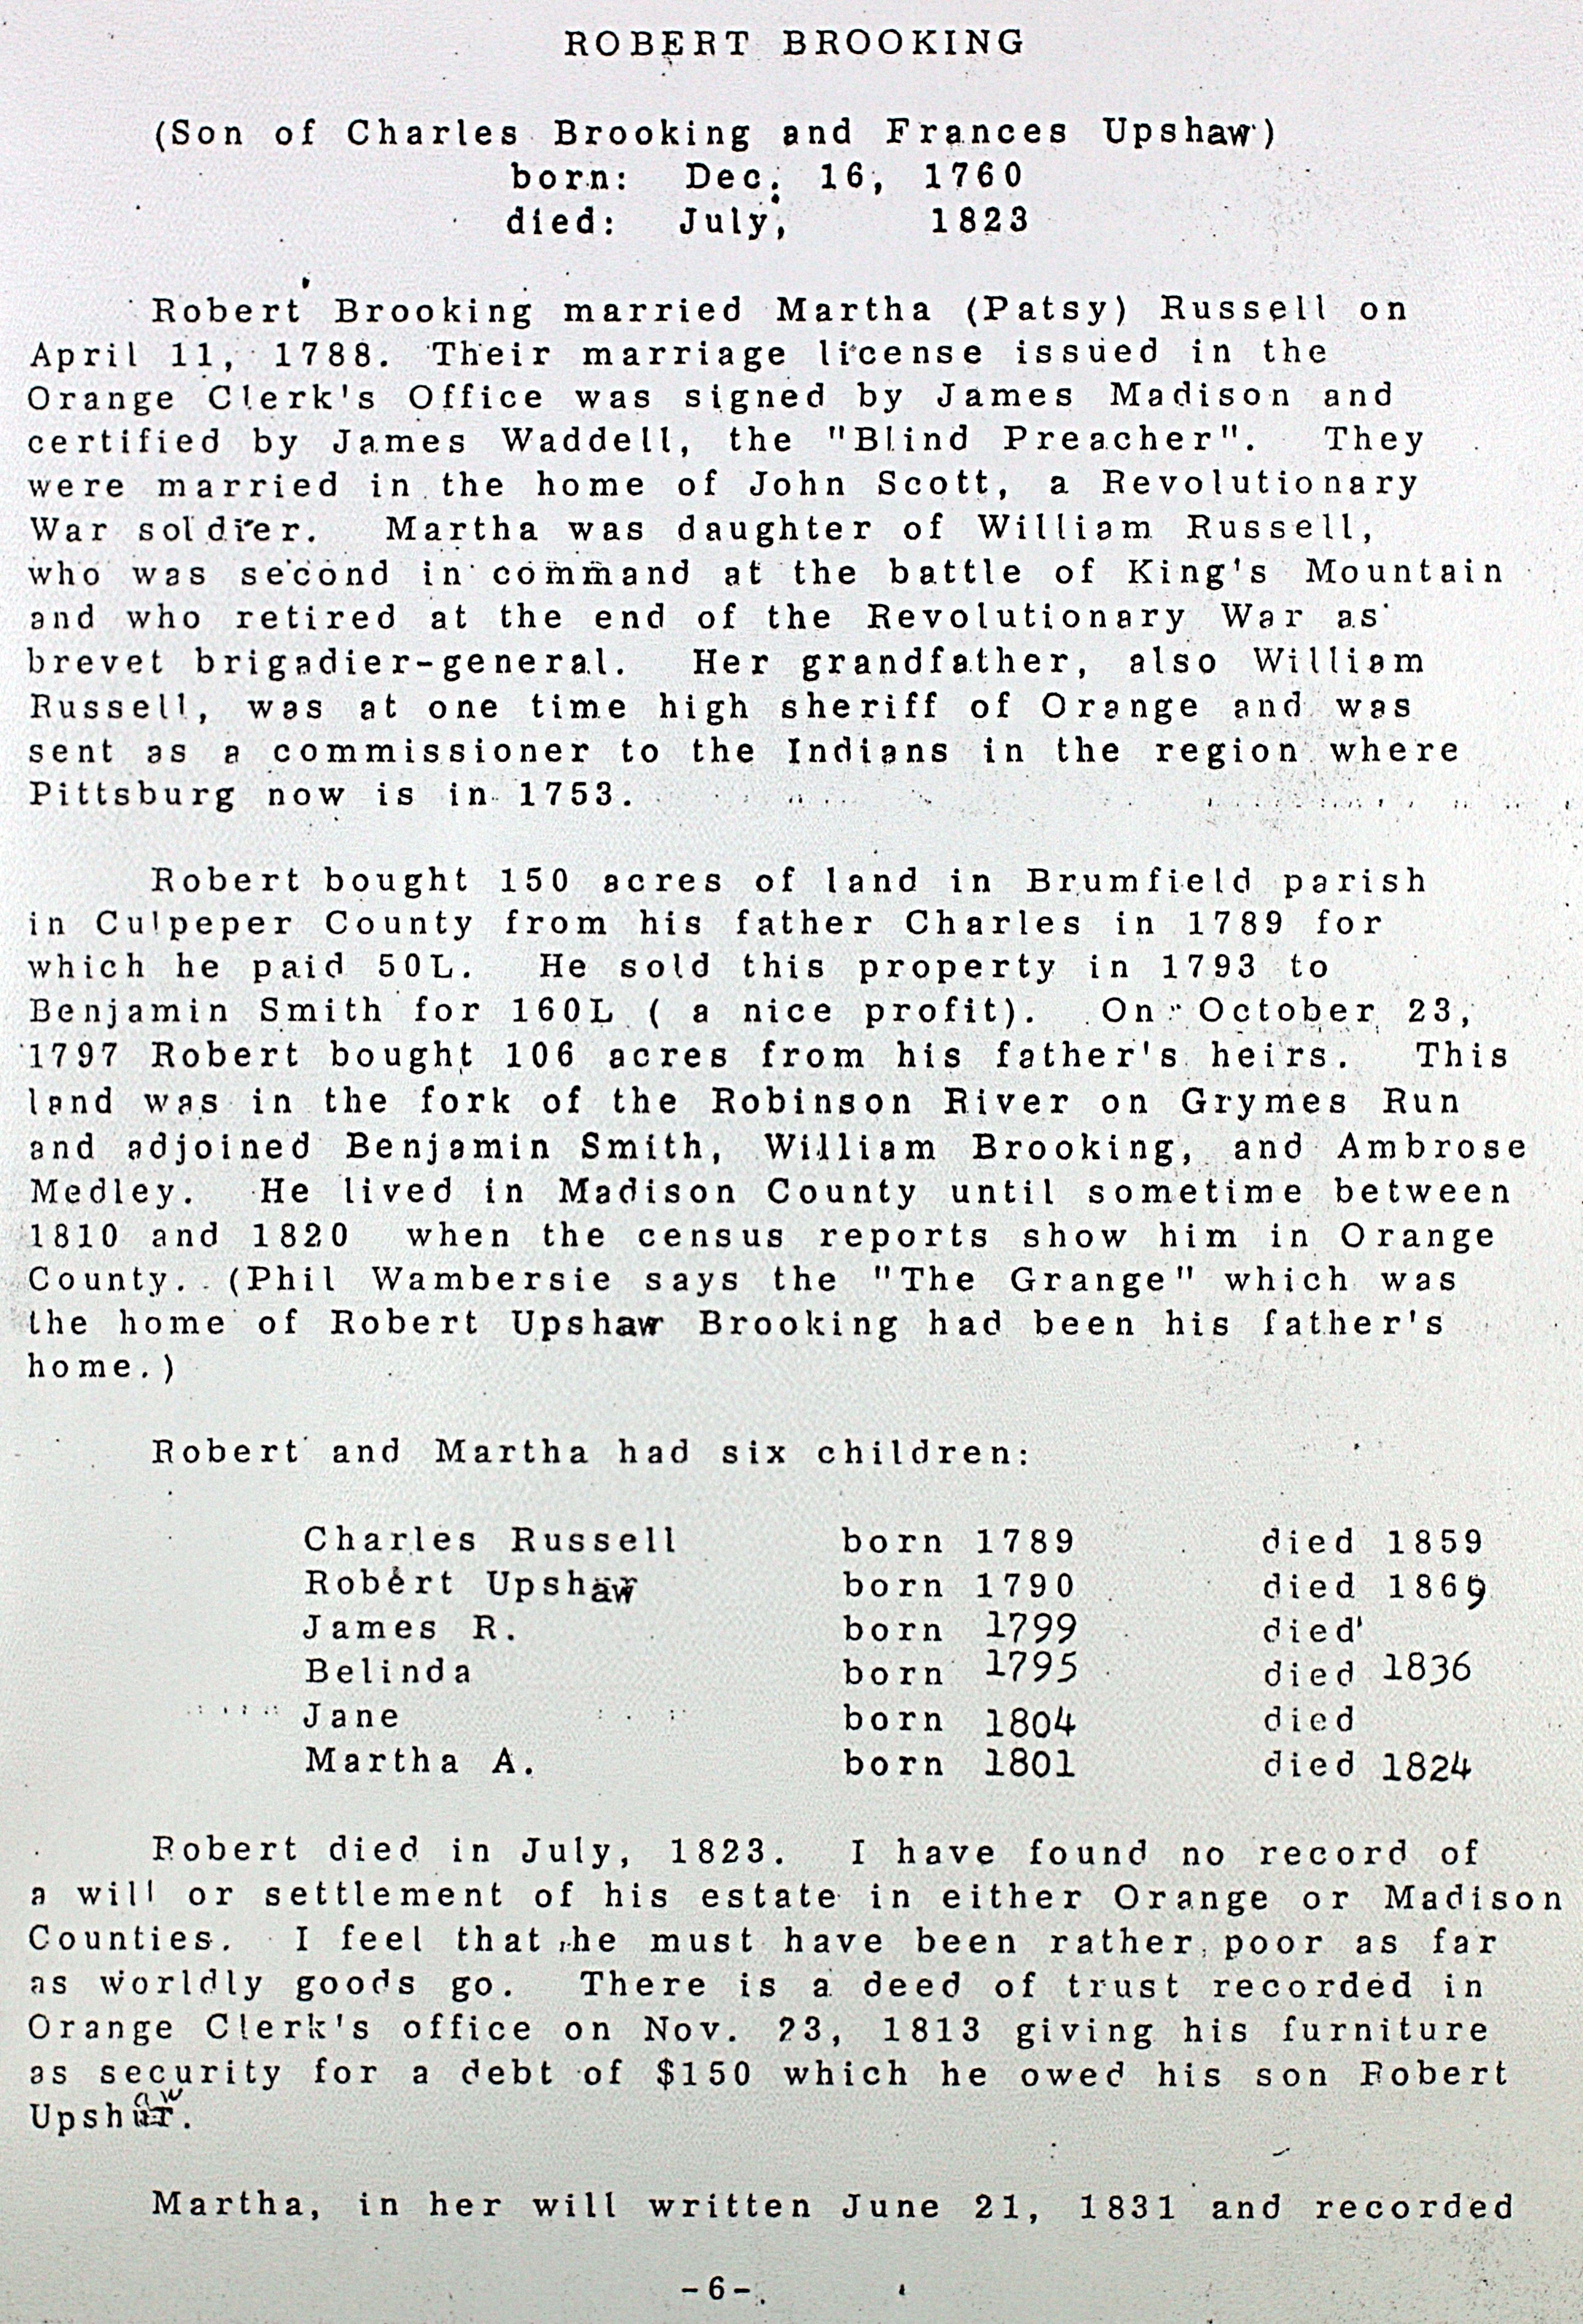 ROBERT BROOKING
(Son of Charles Brooking and Frances Upshaw)
born: Dec. 16, 1760
died: July, 1823
Robert Brooking married Martha (Patsy) Russell on
April 11, 1788. Their marriage license issued in the
Orange Clerk's Office was signed by James Madison and
certified by James Waddell, the "Blind Preacher". They
were married in the home of John Scott, a Revolutionary
War soldier. Martha was daughter of William Russell,
who was second in command at the battle of King's Mountain
and who retired at the end of the Revolutionary War as
brevet brigadier-general. Her grandfather, also William
Russell, was at one time high sheriff of Orange and was
sent as a commissioner to the Indians in the region where
Pittsburg now is in 1753.
Robert bought 150 acres of land in Brumfield parish
in Culpeper County from his father Charles in 1789 for
which he paid 50L. He sold this property in 1793 to
Benjamin Smith for 160L ( a nice profit). On October 23,
1797 Robert bought 106 acres from his father's heirs. This
land was in the fork of the Robinson River on Grymes Run
and adjoined Benjamin Smith, William Brooking, and Ambrose
Medley. He lived in Madison County until sometime between
1810 and 1820 when the census reports show him in Orange
County. (Phil Wambersie says the "The Grange" which was
the home of Robert Upshaw Brooking had been his father's
home.)
Robert and Martha had six children:
Charles Russell born 1789 died 1859
Robert Upshaw born 1790 died 1869
James R. born 1799 died
Belinda born 1795 died 1836
Jane born 1804 died
Martha A. born 1801 died 1824
Robert died in July, 1823. I have found no record of
a will or settlement of his estate in either Orange or Madison
Counties. I feel that he must have been rather poor as far
as worldly goods go. There is a deed of trust recorded in
Orange Clerk's office on Nov. 23, 1813 giving his furniture
as security for a debt of $150 which he owed his son Robert
Upshaw.
Martha, in her will written June 21, 1831 and recorded
-6-